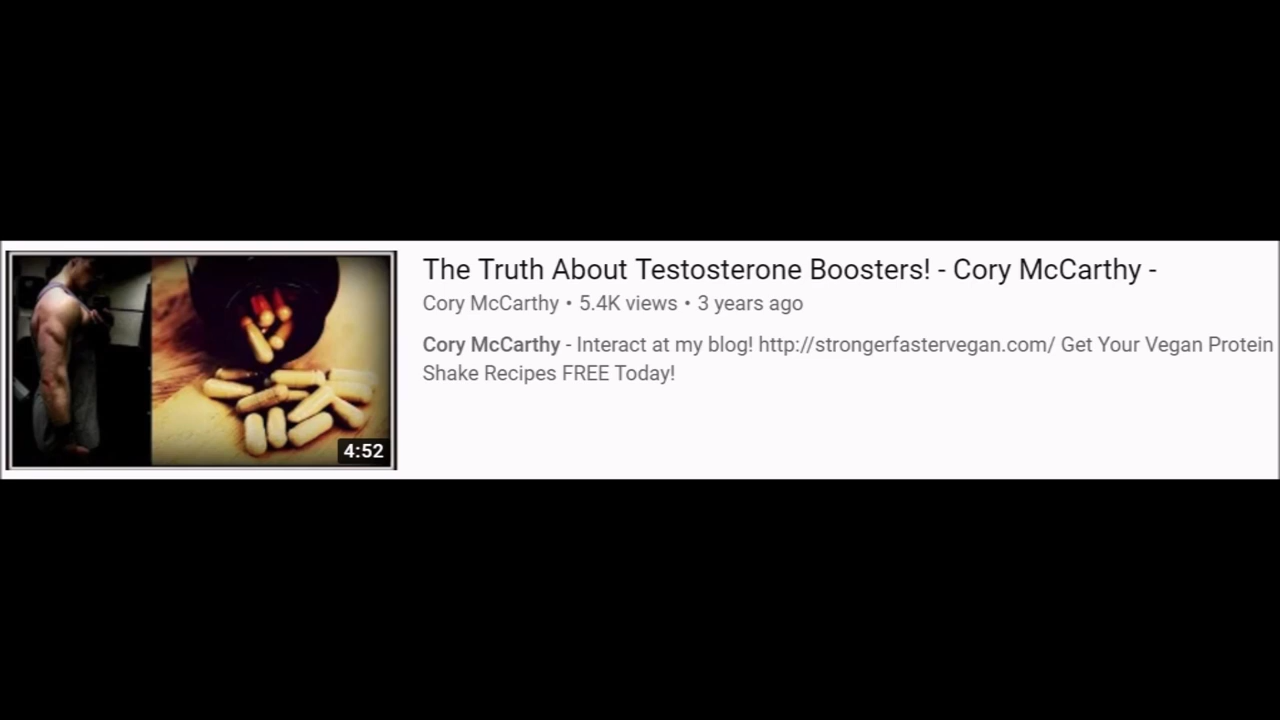 The Truth About Testosterone Boosters! - Cory McCarthy -
Cory McCarthy • 5.4K views • 3 years ago
Cory McCarthy - Interact at my blog! http://strongerfastervegan.com/ Get Your Vegan Protein
Shake Recipes FREE Today!
4:52